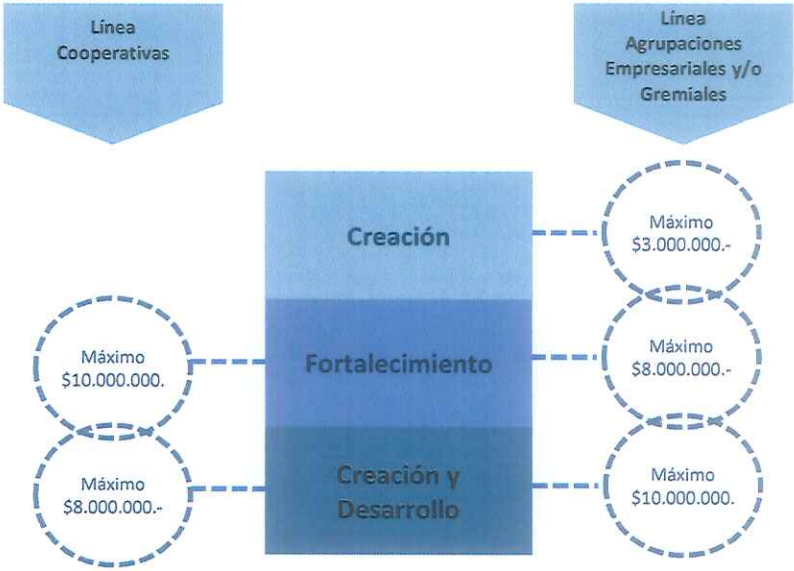 Línea
Cooperativas
Línea
Agrupaciones
Empresariales y/o
Gremiales
Creación
Máximo
$3.000.000.-
Máximo
$10.000.000.
Fortalecimiento
Máximo
$8.000.000.-
Máximo
$8.000.000.-
Creación y
Desarrollo
Máximo
$10.000.000.